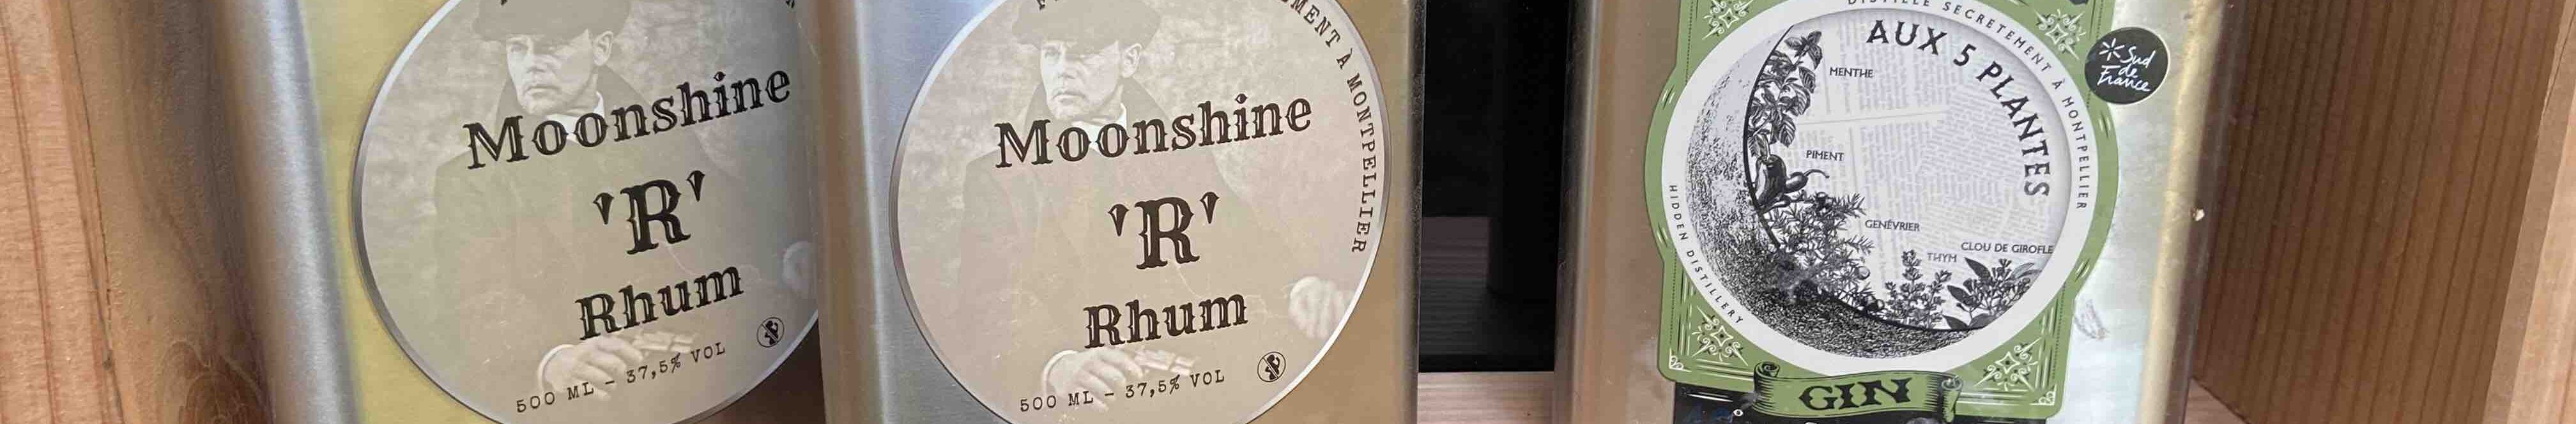 Moonshine
'R'
Rhum
500 ML - 37,5% VOL
À MONTPELLIER
Moonshine
'R'
Rhum
500 ML - 37,5% VOL
DISTILLÉ SECRÈTEMENT À MONTPELLIER
AUX 5 PLANTES
MENTHE
PIMENT
GENÉVRIER
THYM
CLOU DE GIROFLE
HIDDEN DISTILLERY
GIN
Sud
de
France